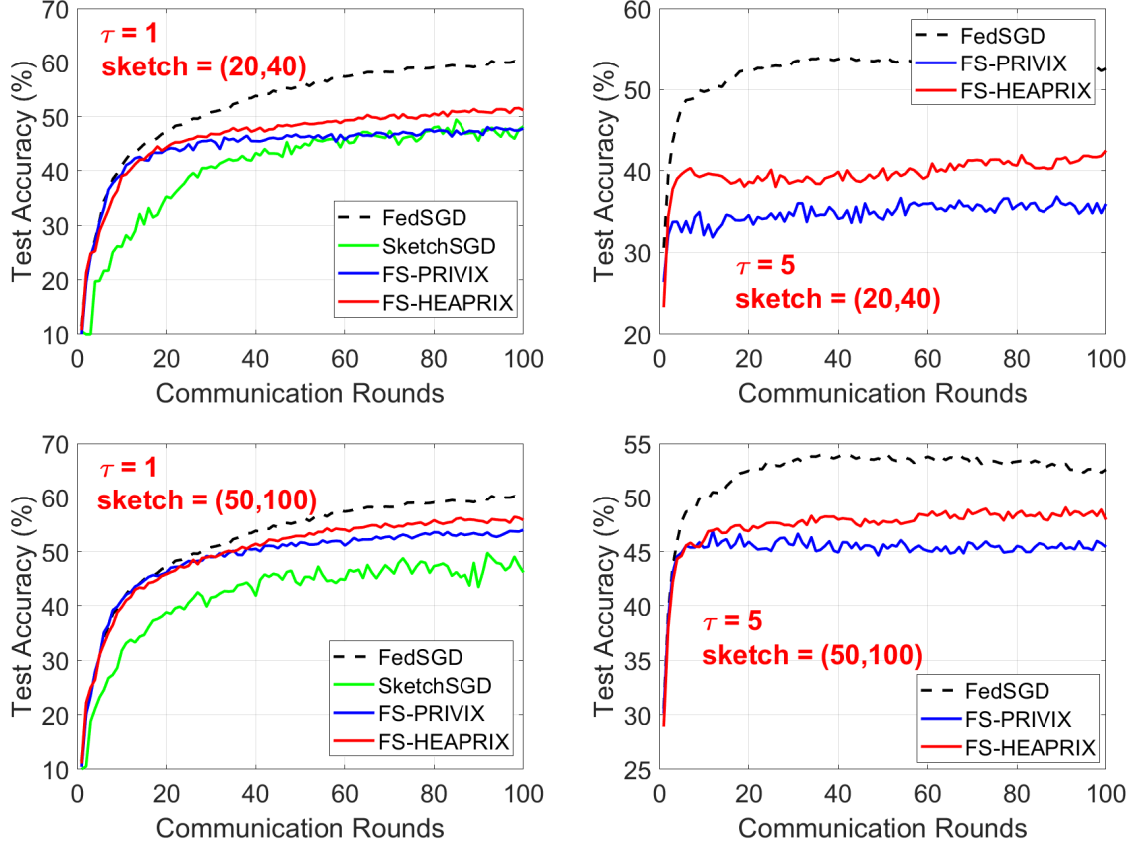 70
60
50
40
30
20
10
0
20
40
60
80
100
Test Accuracy (%)
Communication Rounds
τ = 1
sketch = (20,40)
FedSGD
SketchSGD
FS-PRIVIX
FS-HEAPRIX
60
50
40
30
20
0
20
40
60
80
100
Test Accuracy (%)
Communication Rounds
FedSGD
FS-PRIVIX
FS-HEAPRIX
τ = 5
sketch = (20,40)
70
60
50
40
30
20
10
0
20
40
60
80
100
Test Accuracy (%)
Communication Rounds
τ = 1
sketch = (50,100)
FedSGD
SketchSGD
FS-PRIVIX
FS-HEAPRIX
55
50
45
40
35
30
25
0
20
40
60
80
100
Test Accuracy (%)
Communication Rounds
τ = 5
sketch = (50,100)
FedSGD
FS-PRIVIX
FS-HEAPRIX